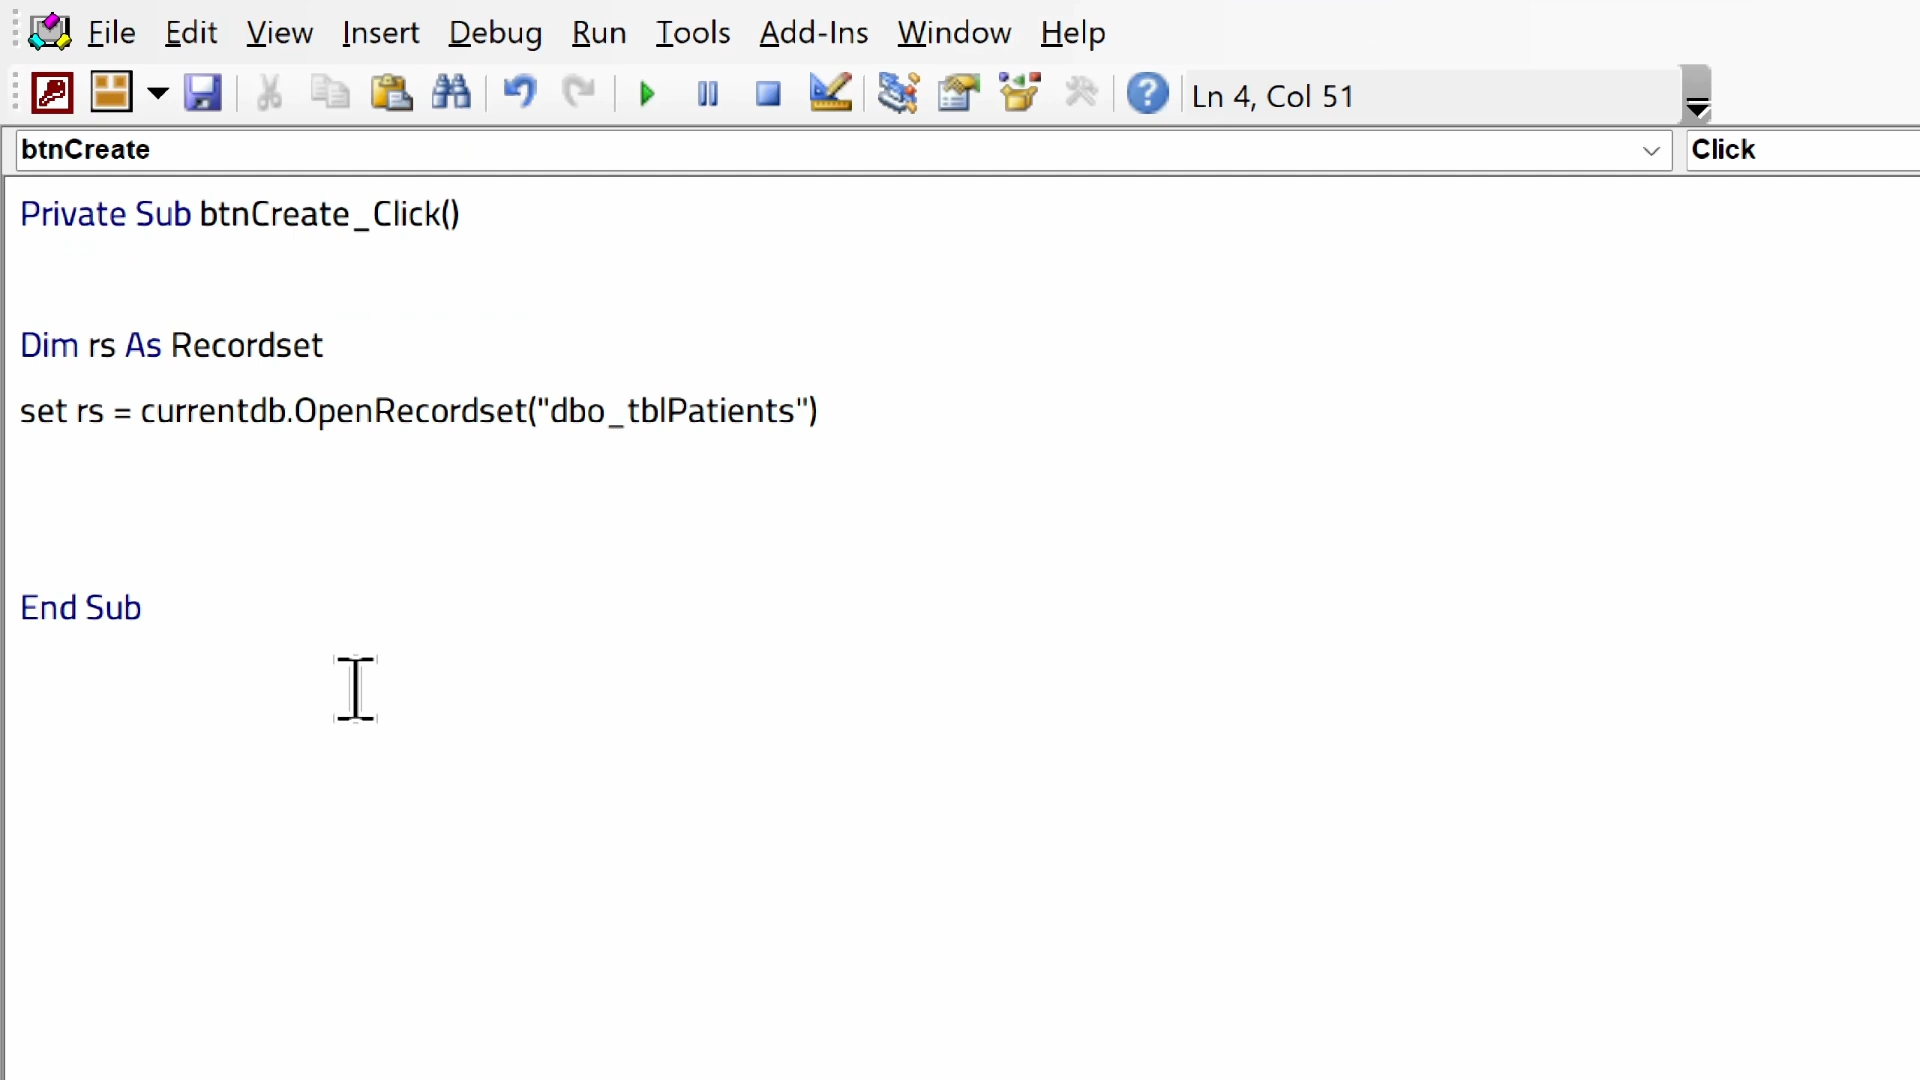 File Edit View Insert Debug Run Tools Add-Ins Window Help
Ln 4, Col 51
btnCreate Click
Private Sub btnCreate_Click()
Dim rs As Recordset
set rs = currentdb.OpenRecordset("dbo_tblPatients")
End Sub